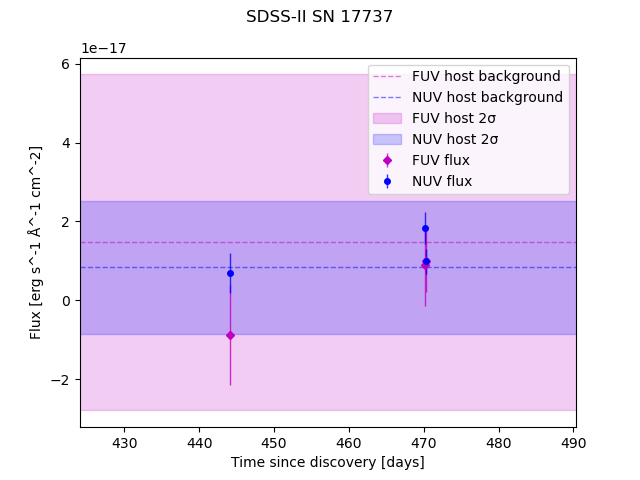 SDSS-II SN 17737
1e−17
FUV host background
NUV host background
FUV host 2σ
NUV host 2σ
FUV flux
NUV flux
6
4
2
0
−2
Flux [erg s^-1 Å^-1 cm^-2]
430 440 450 460 470 480 490
Time since discovery [days]